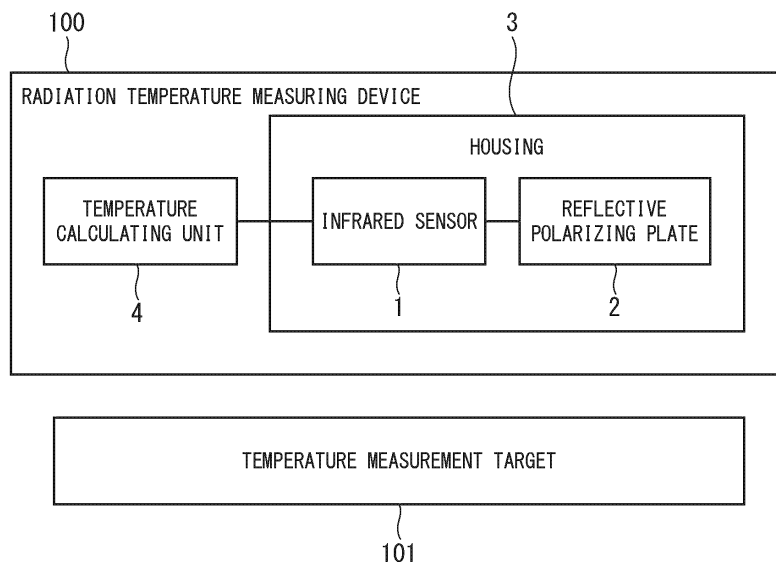 100
3
RADIATION TEMPERATURE MEASURING DEVICE
HOUSING
TEMPERATURE
CALCULATING UNIT
INFRARED SENSOR
REFLECTIVE
POLARIZING PLATE
4
1
2
TEMPERATURE MEASUREMENT TARGET
101